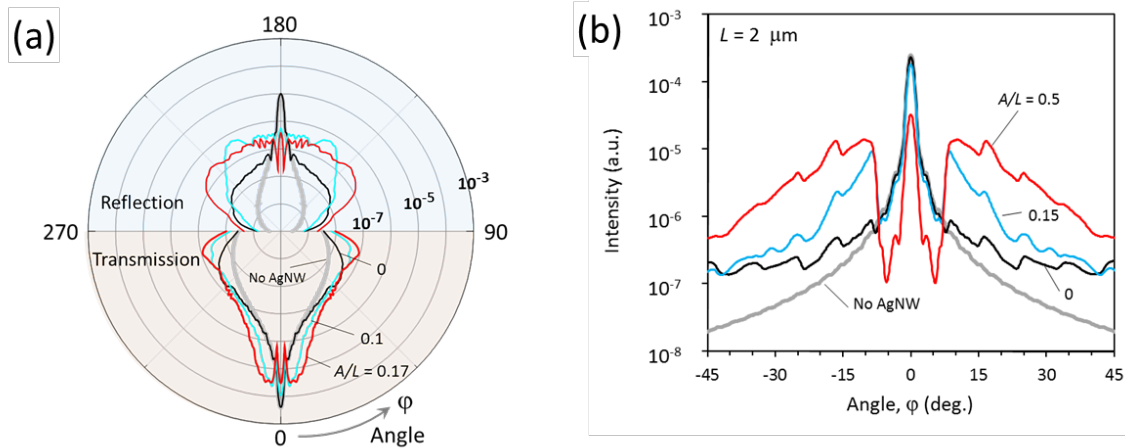 (a)
180
Reflection
10⁻³
10⁻⁵
10⁻⁷
270
90
Transmission
0
No AgNW
0.1
A/L = 0.17
φ
0
Angle
(b)
10⁻³
L = 2 μm
10⁻⁴
A/L = 0.5
10⁻⁵
10⁻⁶
0.15
10⁻⁷
No AgNW
0
10⁻⁸
Intensity (a.u.)
-45
-30
-15
0
15
30
45
Angle, φ (deg.)